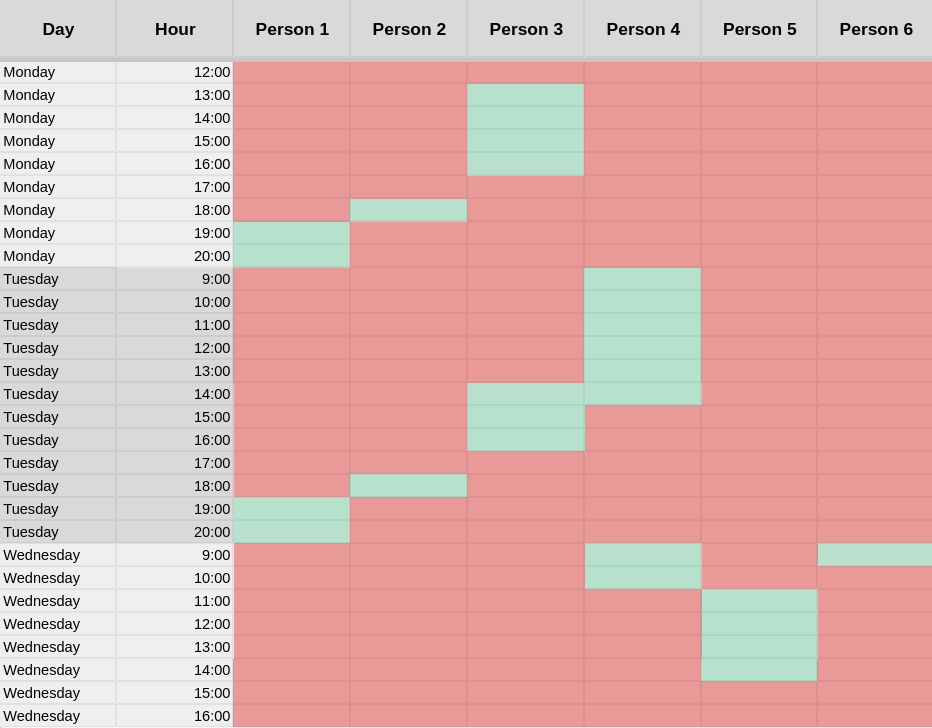 Day Hour Person 1 Person 2 Person 3 Person 4 Person 5 Person 6
Monday 12:00
Monday 13:00
Monday 14:00
Monday 15:00
Monday 16:00
Monday 17:00
Monday 18:00
Monday 19:00
Monday 20:00
Tuesday 9:00
Tuesday 10:00
Tuesday 11:00
Tuesday 12:00
Tuesday 13:00
Tuesday 14:00
Tuesday 15:00
Tuesday 16:00
Tuesday 17:00
Tuesday 18:00
Tuesday 19:00
Tuesday 20:00
Wednesday 9:00
Wednesday 10:00
Wednesday 11:00
Wednesday 12:00
Wednesday 13:00
Wednesday 14:00
Wednesday 15:00
Wednesday 16:00